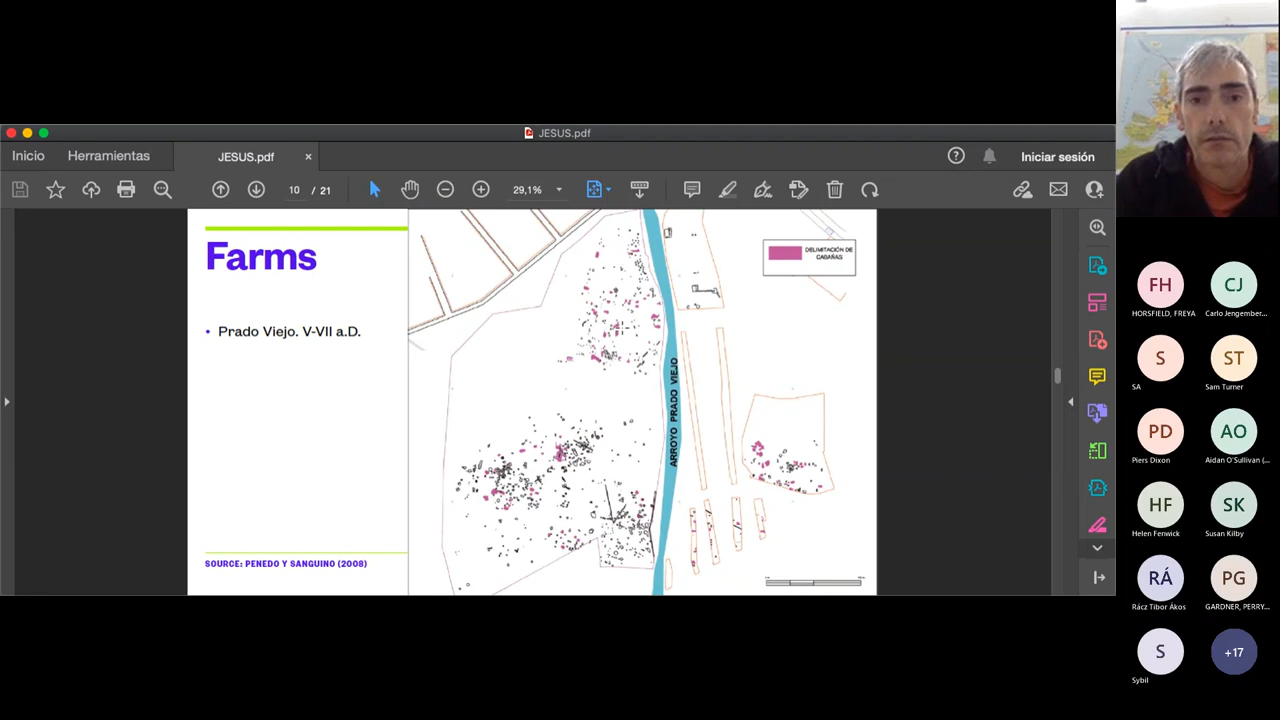 JESUS.pdf
Inicio
Herramientas
JESUS.pdf
Iniciar sesión
10 / 21
29,1%
Farms
• Prado Viejo. V-VII a.D.
SOURCE: PENEDO Y SANGUINO (2008)
DELIMITACIÓN DE
CABAÑAS
ARROYO PRADO VIEJO
FH
HORSFIELD, FREYA
CJ
Carlo Jengember...
S
SA
ST
Sam Turner
PD
Piers Dixon
AO
Aidan O'Sullivan (...
HF
Helen Fenwick
SK
Susan Kilby
RÁ
Rácz Tibor Ákos
PG
GARDNER, PERRY...
S
Sybil
+17